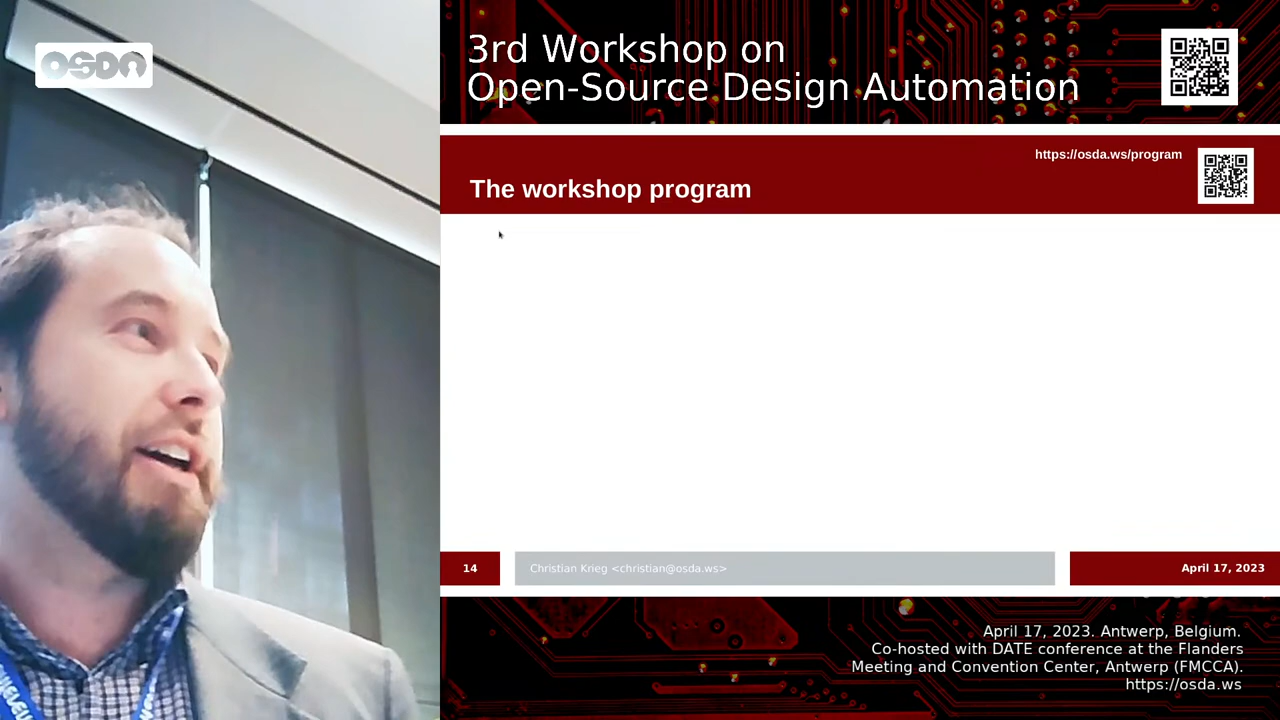 OSDA
3rd Workshop on
Open-Source Design Automation
https://osda.ws/program
The workshop program
14
Christian Krieg <christian@osda.ws>
April 17, 2023
April 17, 2023. Antwerp, Belgium.
Co-hosted with DATE conference at the Flanders
Meeting and Convention Center, Antwerp (FMCCA).
https://osda.ws